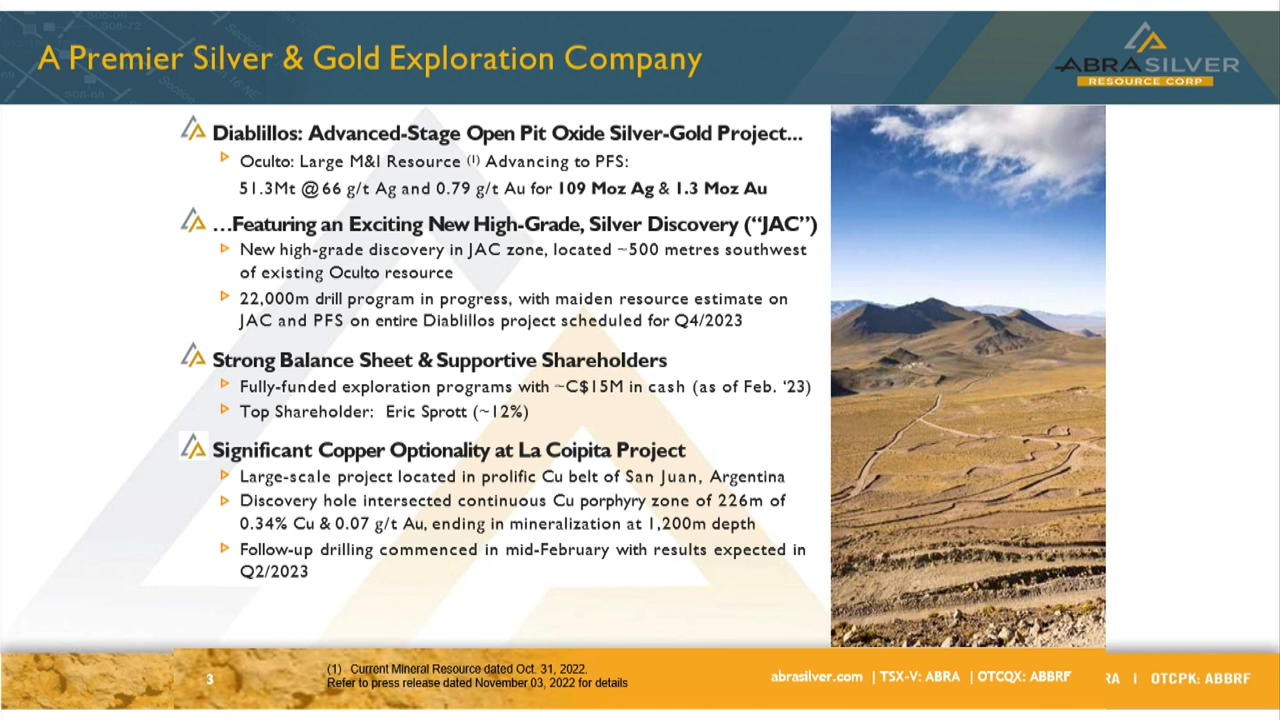 A Premier Silver & Gold Exploration Company
ABRASILVER
RESOURCE CORP
Diablillos: Advanced-Stage Open Pit Oxide Silver-Gold Project...
Oculto: Large M&I Resource (1) Advancing to PFS:
51.3Mt @ 66 g/t Ag and 0.79 g/t Au for 109 Moz Ag & 1.3 Moz Au
...Featuring an Exciting New High-Grade, Silver Discovery (“JAC”)
New high-grade discovery in JAC zone, located ~500 metres southwest
of existing Oculto resource
22,000m drill program in progress, with maiden resource estimate on
JAC and PFS on entire Diablillos project scheduled for Q4/2023
Strong Balance Sheet & Supportive Shareholders
Fully-funded exploration programs with ~C$15M in cash (as of Feb. ‘23)
Top Shareholder: Eric Sprott (~12%)
Significant Copper Optionality at La Coipita Project
Large-scale project located in prolific Cu belt of San Juan, Argentina
Discovery hole intersected continuous Cu porphyry zone of 226m of
0.34% Cu & 0.07 g/t Au, ending in mineralization at 1,200m depth
Follow-up drilling commenced in mid-February with results expected in
Q2/2023
3
(1) Current Mineral Resource dated Oct. 31, 2022.
Refer to press release dated November 03, 2022 for details
abrasilver.com | TSX-V: ABRA | OTCQX: ABBRF
RA | OTCPK: ABBRF